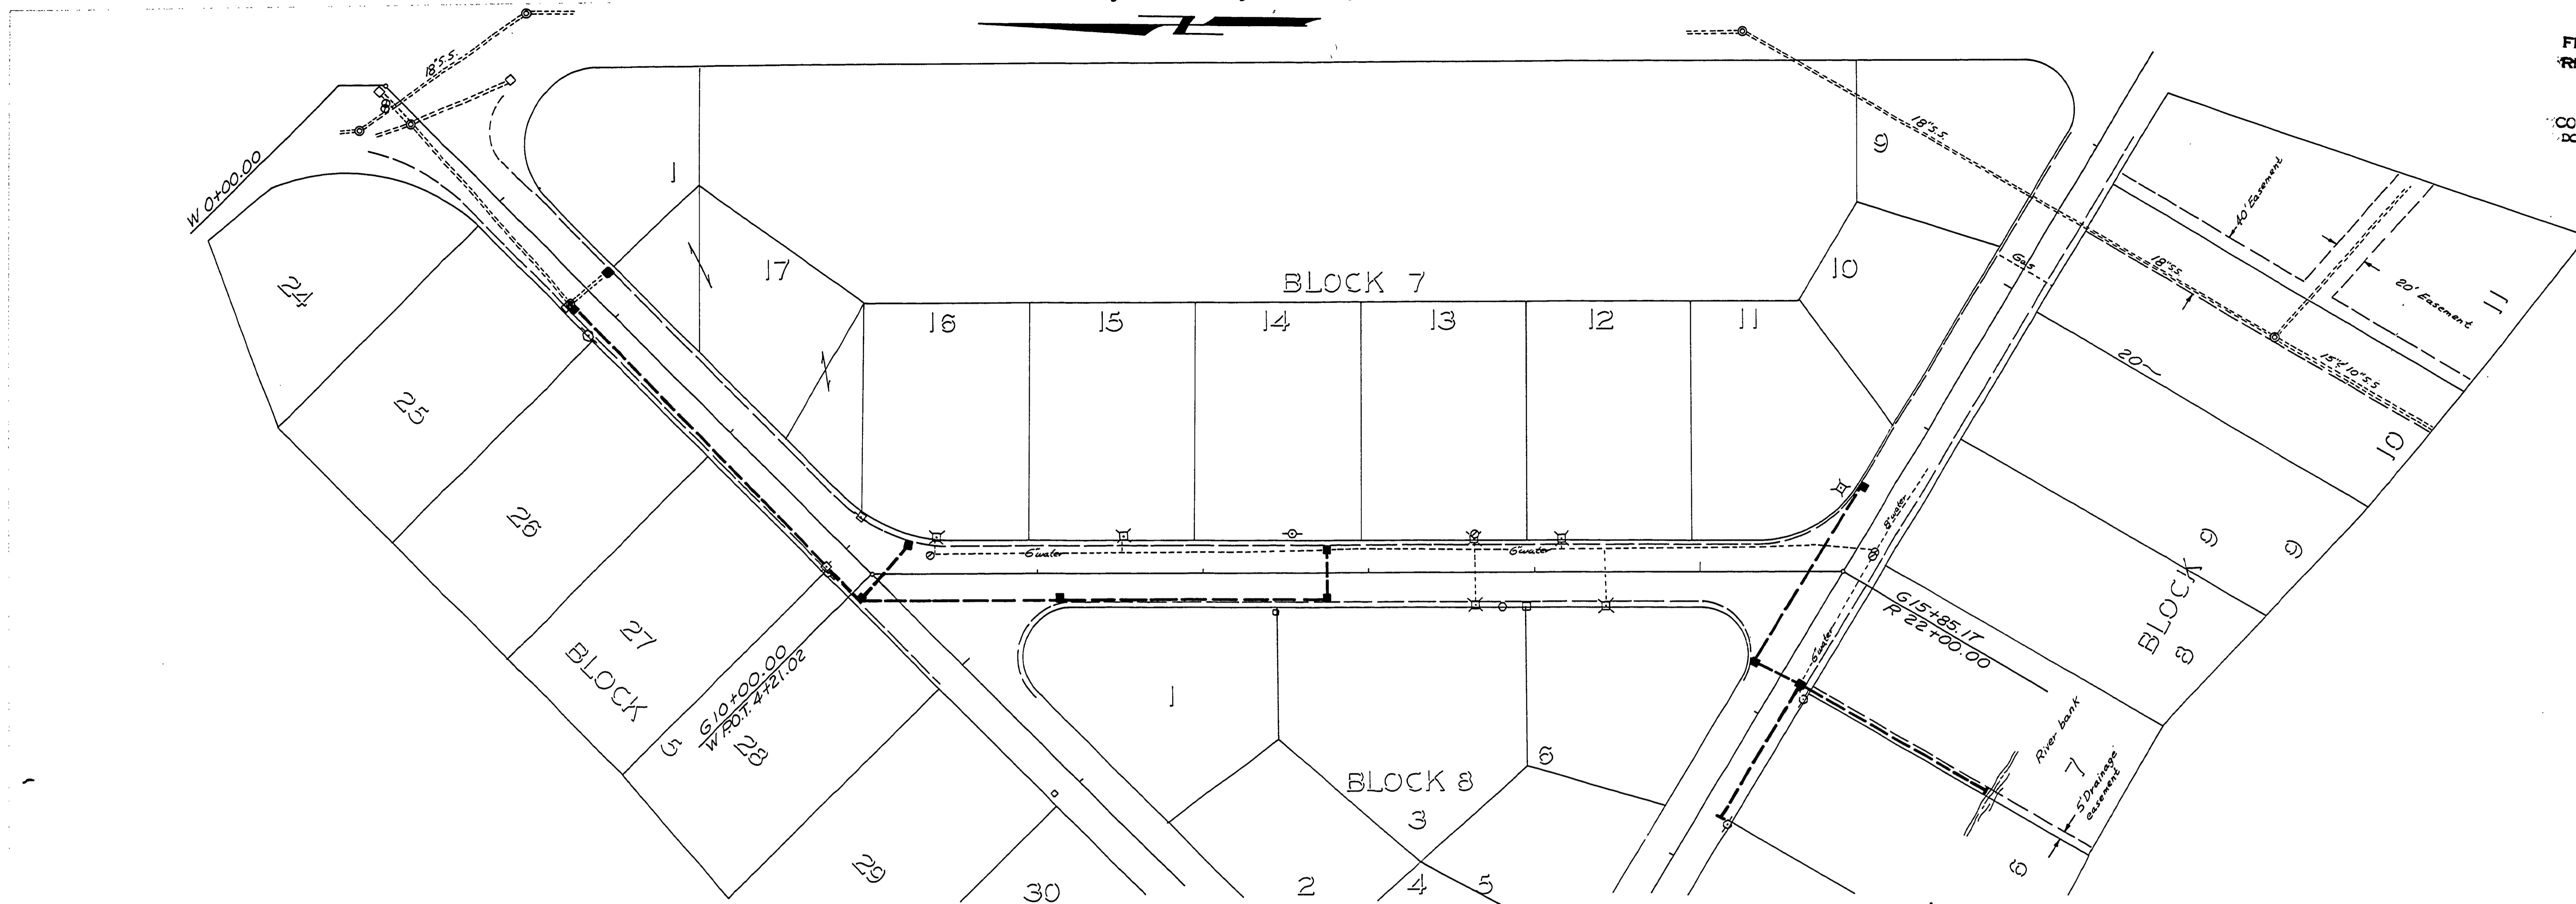 18"S.S.
W 0+00.00
1
17
24
25
26
27
BLOCK
5
28
29
30
G10+00.00
W P.O.T. 4+21.02
BLOCK 7
16
15
14
13
12
11
10
9
6"water
6"water
1
BLOCK 8
3
6
2
4
5
18"S.S.
Gas
8"water
6"water
G15+85.17
R 22+00.00
40' Easement
18"S.S.
20' Easement
11
15"&10"S.S.
20
10
9
9
BLOCK
8
River bank
7
5' Drainage
easement
6